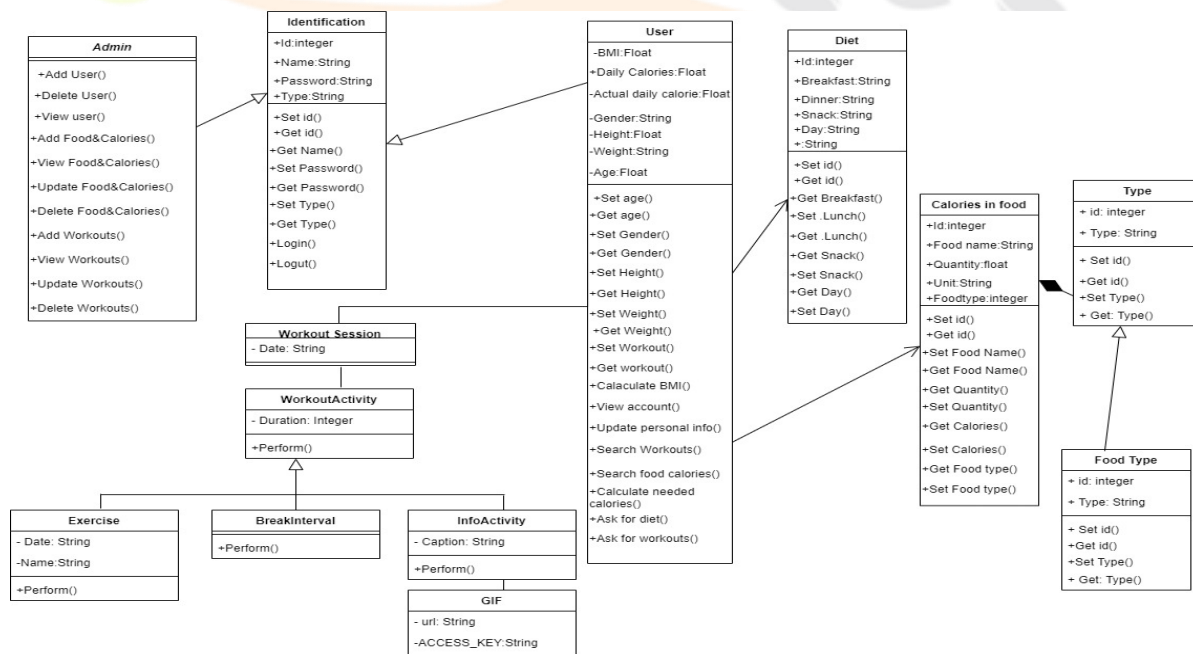 Identification
+Id:integer
+Name:String
+Password:String
+Type:String
+Set id()
+Get id()
+Get Name()
+Set Password()
+Get Password()
+Set Type()
+Get Type()
+Login()
+Logut()
Admin
+Add User()
+Delete User()
+View user()
+Add Food&Calories()
+View Food&Calories()
+Update Food&Calories()
+Delete Food&Calories()
+Add Workouts()
+View Workouts()
+Update Workouts()
+Delete Workouts()
User
-BMI:Float
+Daily Calories:Float
-Actual daily calorie:Float
-Gender:String
-Height:Float
-Weight:String
-Age:Float
+Set age()
+Get age()
+Set Gender()
+Get Gender()
+Set Height()
+Get Height()
+Set Weight()
+Get Weight()
+Set Workout()
+Get workout()
+Calaculate BMI()
+View account()
+Update personal info()
+Search Workouts()
+Search food calories()
+Calculate needed
calories()
+Ask for diet()
+Ask for workouts()
Diet
+Id:integer
+Breakfast:String
+Dinner:String
+Snack:String
+Day:String
+:String
+Set id()
+Get id()
+Get Breakfast()
+Set .Lunch()
+Get .Lunch()
+Get Snack()
+Set Snack()
+Get Day()
+Set Day()
Calories in food
+Id:integer
+Food name:String
+Quantity:float
+Unit:String
+Foodtype:integer
+Set id()
+Get id()
+Set Food Name()
+Get Food Name()
+Get Quantity()
+Set Quantity()
+Get Calories()
+Set Calories()
+Get Food type()
+Set Food type()
Type
+ id: integer
+ Type: String
+ Set id()
+Get id()
+Set Type()
+ Get: Type()
Food Type
+ id: integer
+ Type: String
+ Set id()
+Get id()
+Set Type()
+ Get: Type()
Workout Session
- Date: String
WorkoutActivity
- Duration: Integer
+Perform()
Exercise
- Date: String
-Name:String
+Perform()
BreakInterval
+Perform()
InfoActivity
- Caption: String
+Perform()
GIF
- url: String
-ACCESS_KEY:String